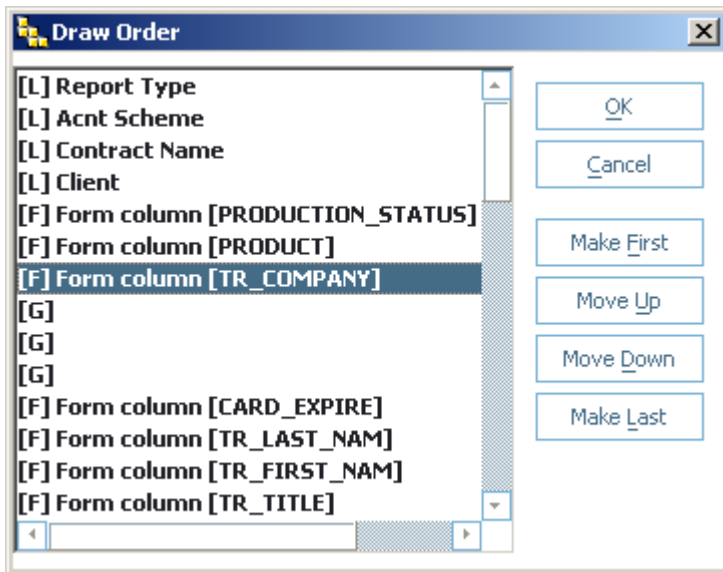 Draw Order
[L] Report Type
[L] Acnt Scheme
[L] Contract Name
[L] Client
[F] Form column [PRODUCTION_STATUS]
[F] Form column [PRODUCT]
[F] Form column [TR_COMPANY]
[G]
[G]
[G]
[F] Form column [CARD_EXPIRE]
[F] Form column [TR_LAST_NAM]
[F] Form column [TR_FIRST_NAM]
[F] Form column [TR_TITLE]
OK
Cancel
Make First
Move Up
Move Down
Make Last